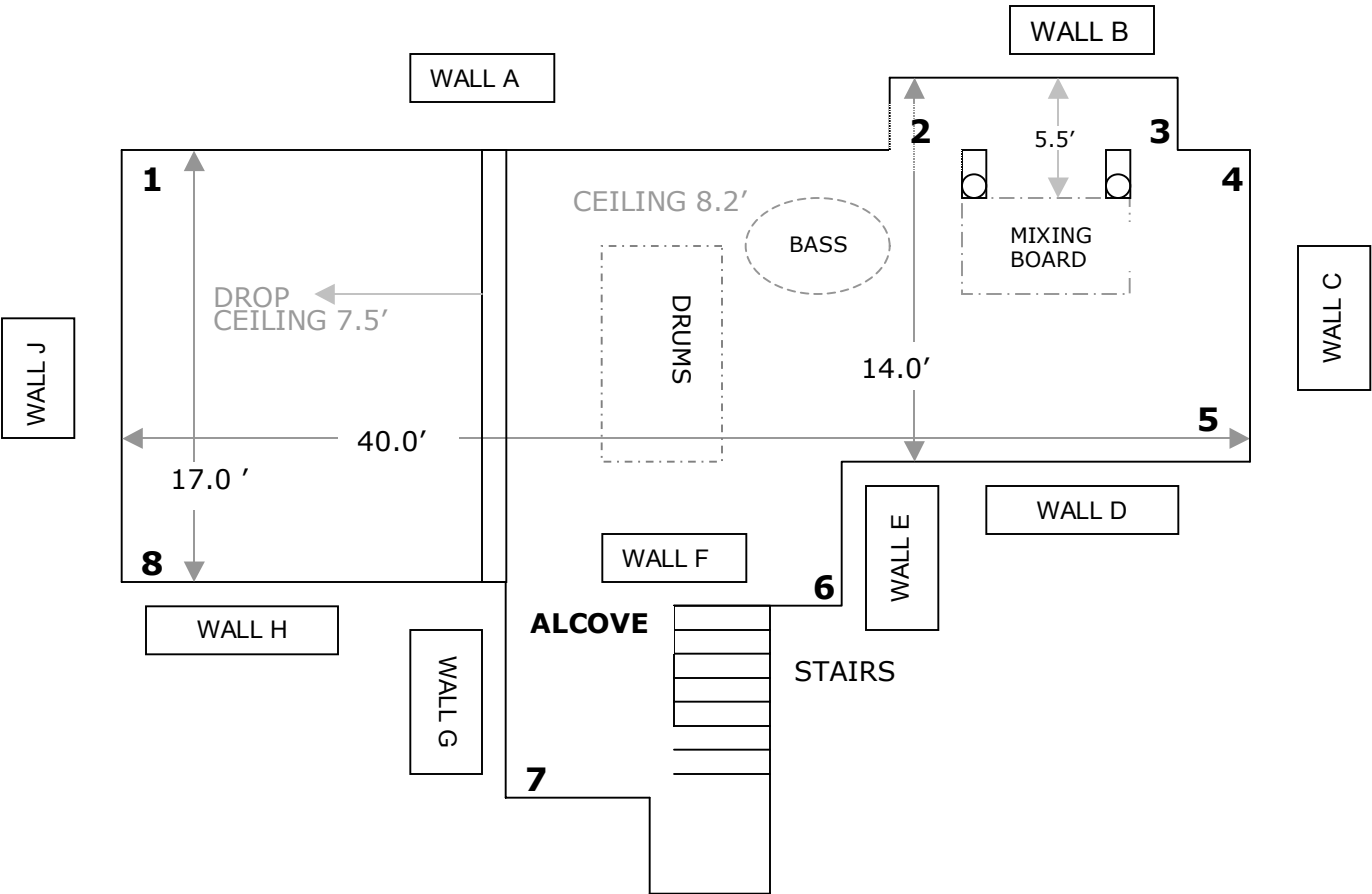 WALL B
WALL A
2
5.5’
3
1
4
CEILING 8.2’
BASS
MIXING
BOARD
DROP
CEILING 7.5’
DRUMS
WALL C
WALL J
14.0’
5
40.0’
17.0 ’
WALL E
WALL D
8
WALL F
6
WALL H
ALCOVE
WALL G
STAIRS
7